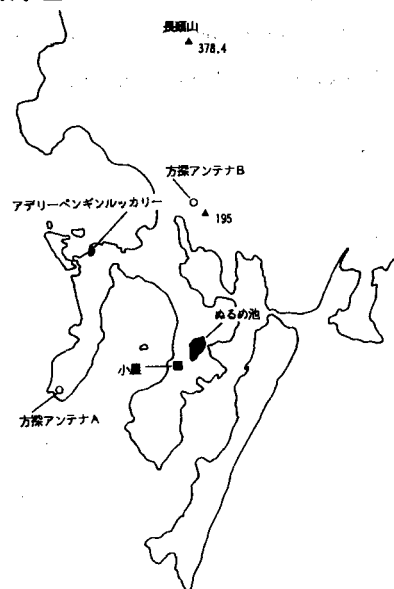 長頭山
378.4
方探アンテナB
アデリーペンギンルッカリー
195
ぬるめ池
小屋
方探アンテナA